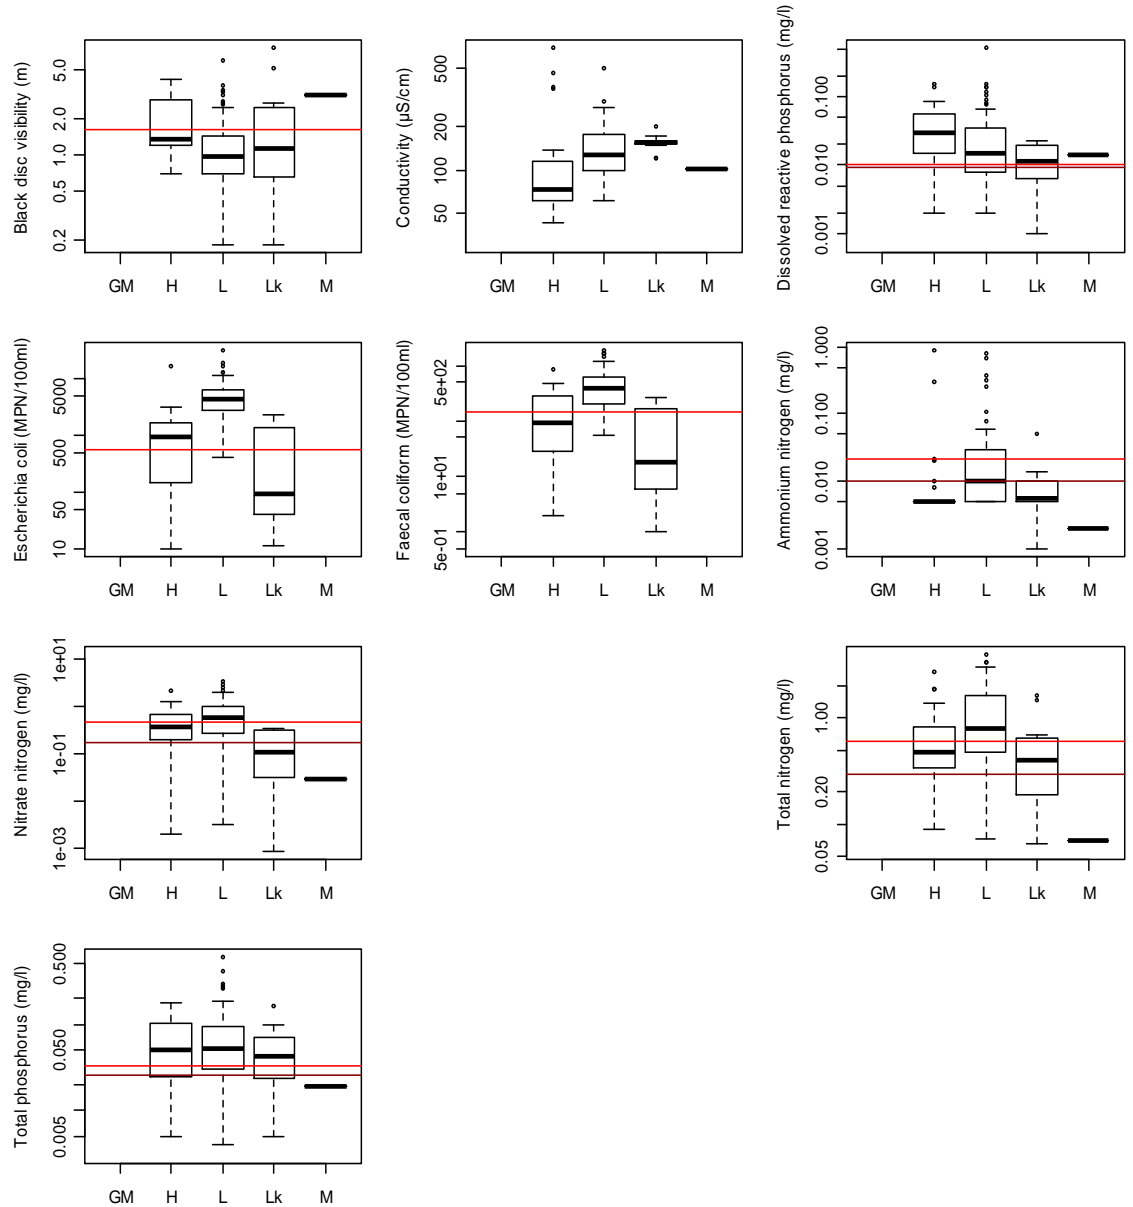 Black disc visibility (m)
5.0
2.0
1.0
0.5
0.2
GM H L Lk M
Conductivity (µS/cm)
500
200
100
50
GM H L Lk M
Dissolved reactive phosphorus (mg/l)
0.100
0.010
0.001
GM H L Lk M
Escherichia coli (MPN/100ml)
5000
500
50
10
GM H L Lk M
Faecal coliform (MPN/100ml)
5e+02
1e+01
5e-01
GM H L Lk M
Ammonium nitrogen (mg/l)
1.000
0.100
0.010
0.001
GM H L Lk M
Nitrate nitrogen (mg/l)
1e+01
1e-01
1e-03
GM H L Lk M
Total nitrogen (mg/l)
1.00
0.20
0.05
GM H L Lk M
Total phosphorus (mg/l)
0.500
0.050
0.005
GM H L Lk M